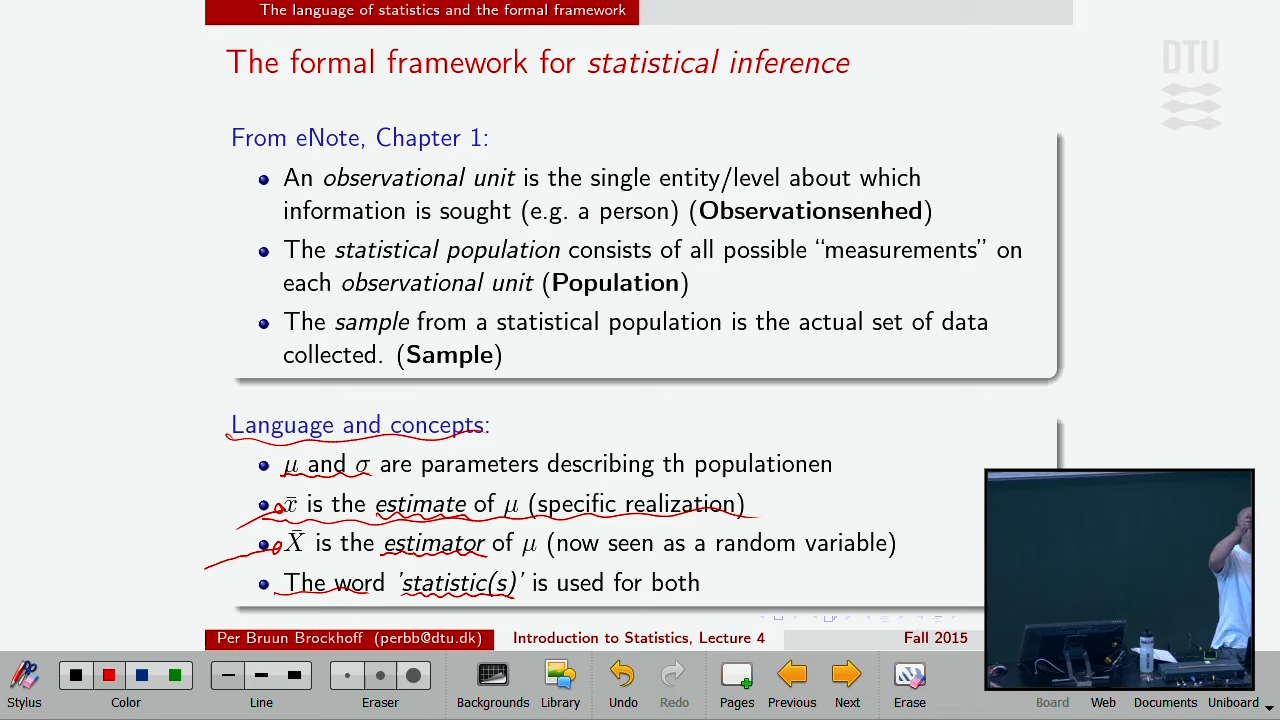 The language of statistics and the formal framework
DTU
The formal framework for statistical inference
From eNote, Chapter 1:
An observational unit is the single entity/level about which
information is sought (e.g. a person) (Observationsenhed)
The statistical population consists of all possible “measurements” on
each observational unit (Population)
The sample from a statistical population is the actual set of data
collected. (Sample)
Language and concepts:
μ and σ are parameters describing th populationen
x̄ is the estimate of μ (specific realization)
X̄ is the estimator of μ (now seen as a random variable)
The word 'statistic(s)' is used for both
Per Bruun Brockhoff (perbb@dtu.dk) Introduction to Statistics, Lecture 4 Fall 2015
Stylus Color Line Eraser Backgrounds Library Undo Redo Pages Previous Next Erase Board Web Documents Uniboard